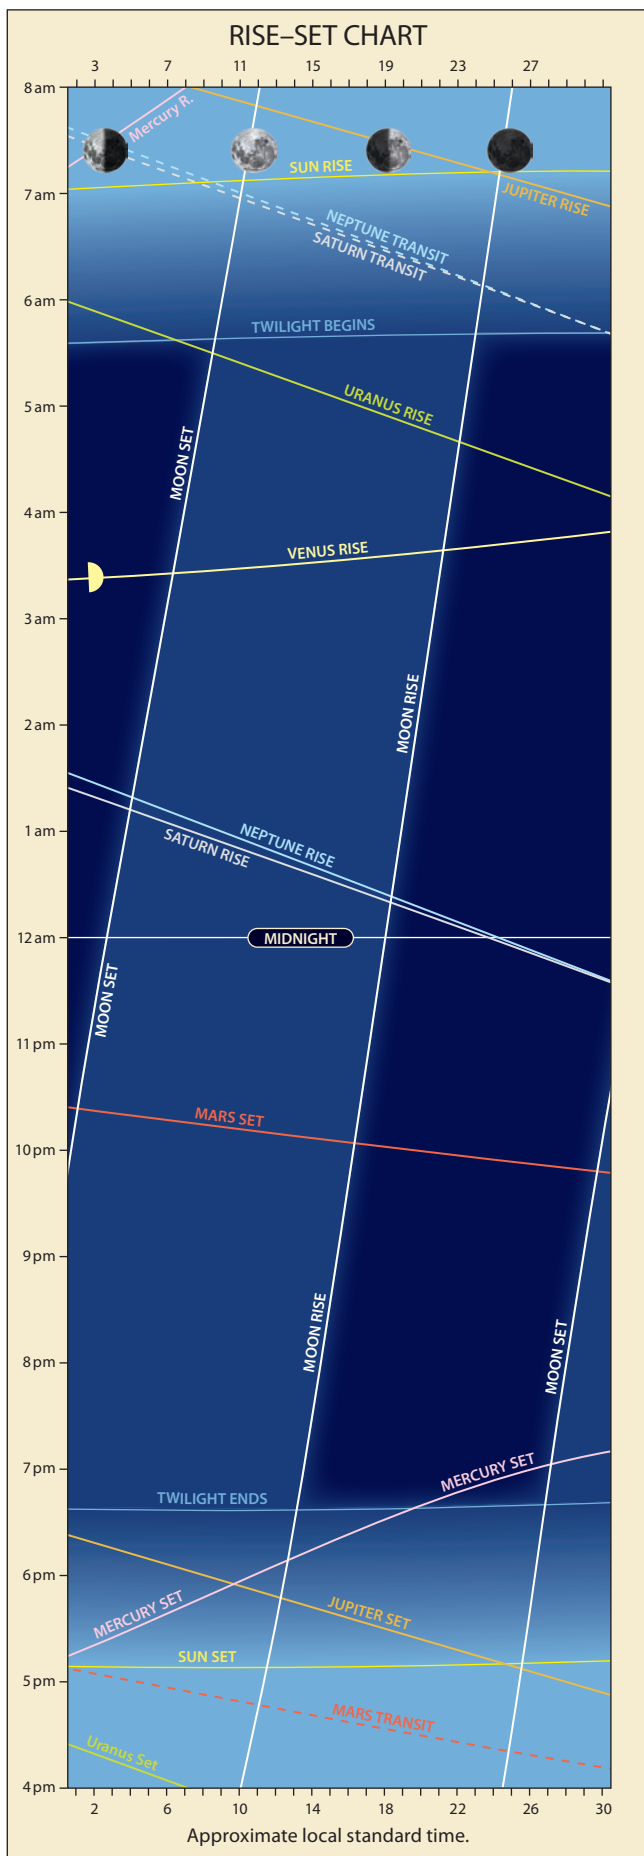 RISE–SET CHART
3 7 11 15 19 23 27
8 am
Mercury R.
SUN RISE
7 am
JUPITER RISE
NEPTUNE TRANSIT
SATURN TRANSIT
6 am
TWILIGHT BEGINS
URANUS RISE
5 am
MOON SET
4 am
VENUS RISE
3 am
MOON RISE
2 am
NEPTUNE RISE
1 am
SATURN RISE
12 am
MIDNIGHT
MOON SET
11 pm
MARS SET
10 pm
9 pm
MOON RISE
8 pm
MOON SET
7 pm
MERCURY SET
TWILIGHT ENDS
6 pm
MERCURY SET
JUPITER SET
SUN SET
5 pm
MARS TRANSIT
Uranus Set
4 pm
2 6 10 14 18 22 26 30
Approximate local standard time.